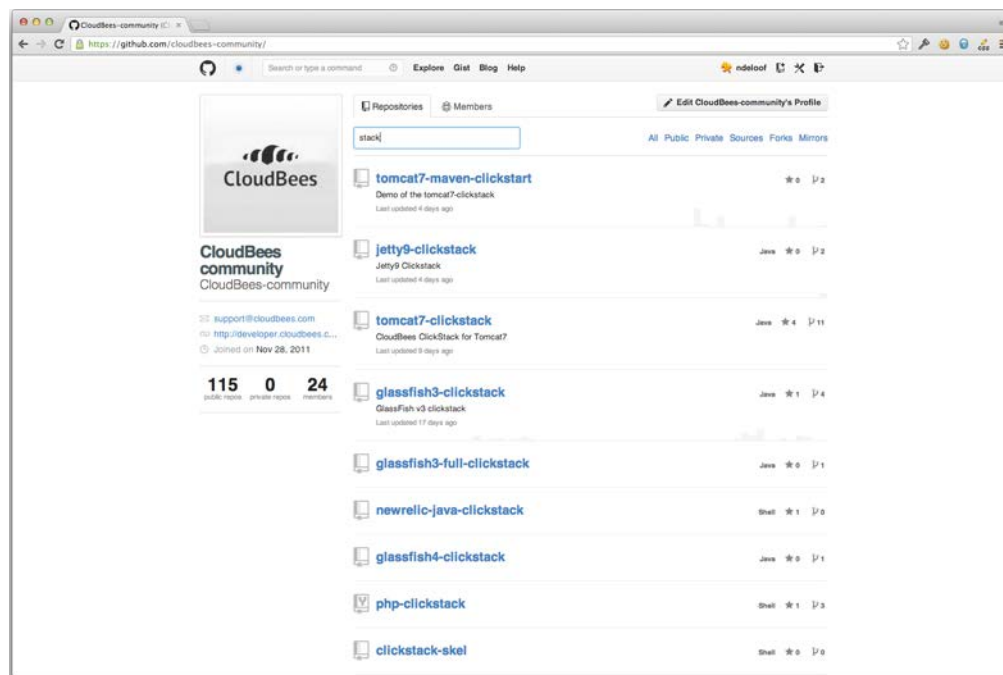 CloudBees-community (C
https://github.com/cloudbees-community/
Search or type a command
Explore Gist Blog Help
ndeloof
CloudBees
CloudBees community
CloudBees-community
support@cloudbees.com
http://developer.cloudbees.c...
Joined on Nov 28, 2011
115 public repos
0 private repos
24 members
Repositories
Members
Edit CloudBees-community's Profile
stack
All Public Private Sources Forks Mirrors
tomcat7-maven-clickstart
0 2
Demo of the tomcat7-clickstack
Last updated 4 days ago
jetty9-clickstack
Java 0 2
Jetty9 Clickstack
Last updated 4 days ago
tomcat7-clickstack
Java 4 11
CloudBees ClickStack for Tomcat7
Last updated 9 days ago
glassfish3-clickstack
Java 1 4
GlassFish v3 clickstack
Last updated 17 days ago
glassfish3-full-clickstack
Java 0 1
newrelic-java-clickstack
Shell 1 0
glassfish4-clickstack
Java 0 1
php-clickstack
Shell 1 3
clickstack-skel
Shell 0 0